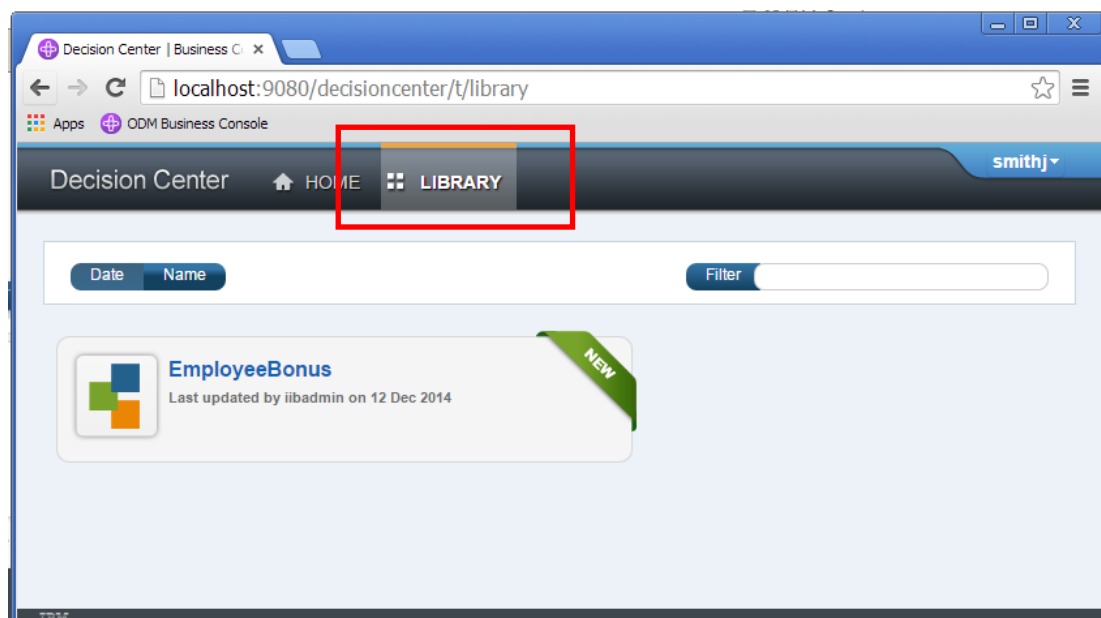 Decision Center | Business C
localhost:9080/decisioncenter/t/library
Apps ODM Business Console
Decision Center HOME LIBRARY smithj
Date Name Filter
NEW
EmployeeBonus
Last updated by iibadmin on 12 Dec 2014